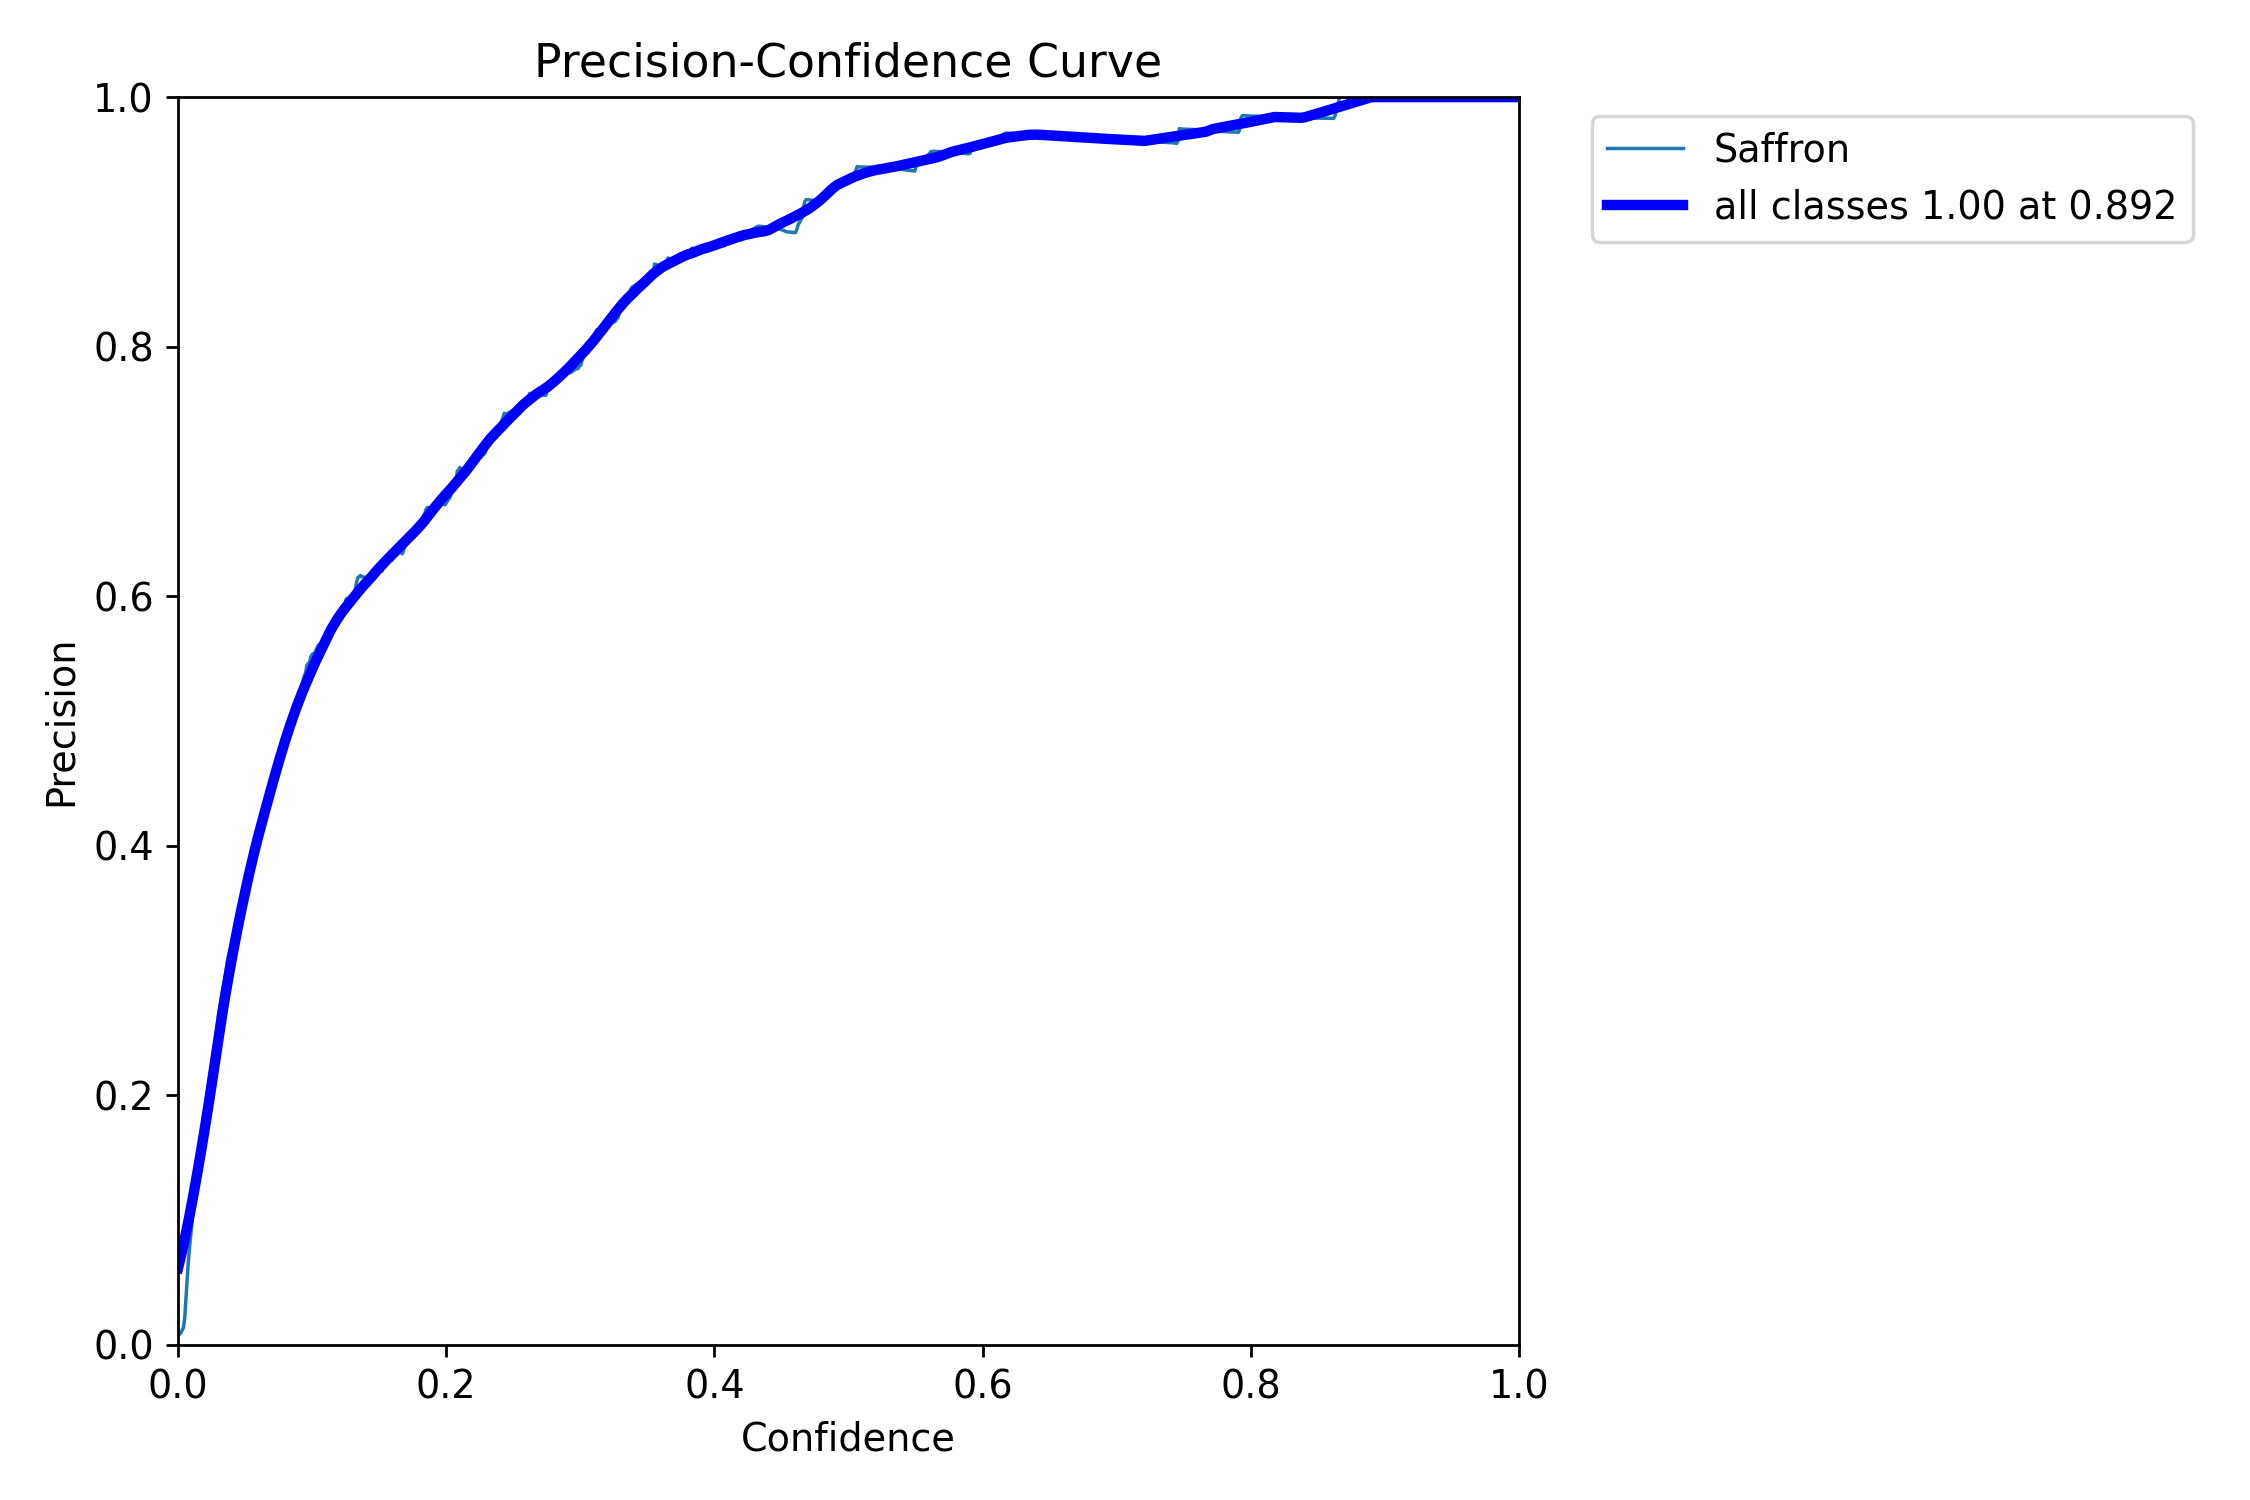 Precision-Confidence Curve
1.0
0.8
0.6
0.4
0.2
0.0
Precision
0.0 0.2 0.4 0.6 0.8 1.0
Confidence
Saffron
all classes 1.00 at 0.892